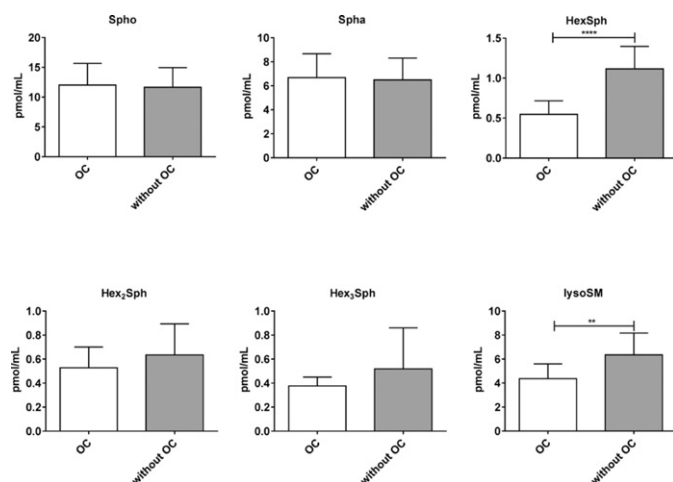 Spho
20
15
10
5
0
pmol/mL
OC
without OC
Spha
10
8
6
4
2
0
pmol/mL
OC
without OC
HexSph
****
1.5
1.0
0.5
0.0
pmol/mL
OC
without OC
Hex₂Sph
1.0
0.8
0.6
0.4
0.2
0.0
pmol/mL
OC
without OC
Hex₃Sph
1.0
0.8
0.6
0.4
0.2
0.0
pmol/mL
OC
without OC
lysoSM
**
10
8
6
4
2
0
pmol/mL
OC
without OC